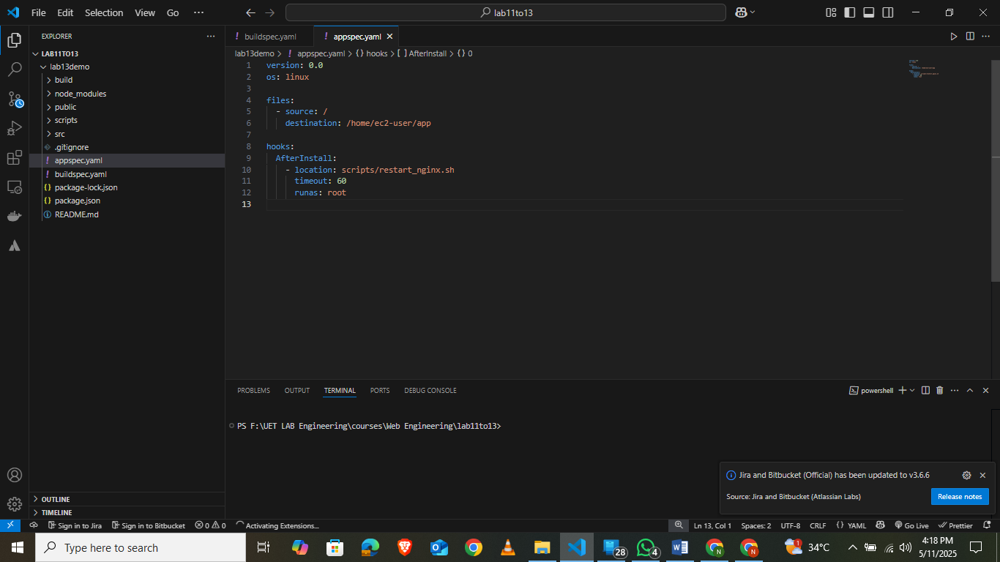 File Edit Selection View Go ··· lab11to13
EXPLORER ···
LAB11TO13
lab13demo
build
node_modules
public
scripts
src
.gitignore
! appspec.yaml
! buildspec.yaml
{} package-lock.json
{} package.json
README.md
OUTLINE
TIMELINE
! buildspec.yaml ! appspec.yaml
lab13demo > ! appspec.yaml > {} hooks > [ ] AfterInstall > {} 0
1 version: 0.0
2 os: linux
3
4 files:
5 - source: /
6 destination: /home/ec2-user/app
7
8 hooks:
9 AfterInstall:
10 - location: scripts/restart_nginx.sh
11 timeout: 60
12 runas: root
13
PROBLEMS OUTPUT TERMINAL PORTS DEBUG CONSOLE powershell
PS F:\UET LAB Engineering\courses\Web Engineering\lab11to13>
Jira and Bitbucket (Official) has been updated to v3.6.6
Source: Jira and Bitbucket (Atlassian Labs) Release notes
Sign in to Jira Sign in to Bitbucket 0 0 Activating Extensions... Ln 13, Col 1 Spaces: 2 UTF-8 CRLF {} YAML Go Live Prettier
Type here to search 28 4 N N 1 34°C 4:18 PM
5/11/2025